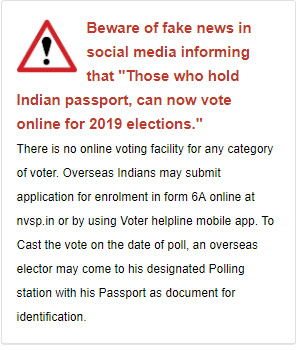 Beware of fake news in
social media informing
that "Those who hold
Indian passport, can now vote
online for 2019 elections."
There is no online voting facility for any category
of voter. Overseas Indians may submit
application for enrolment in form 6A online at
nvsp.in or by using Voter helpline mobile app. To
Cast the vote on the date of poll, an overseas
elector may come to his designated Polling
station with his Passport as document for
identification.